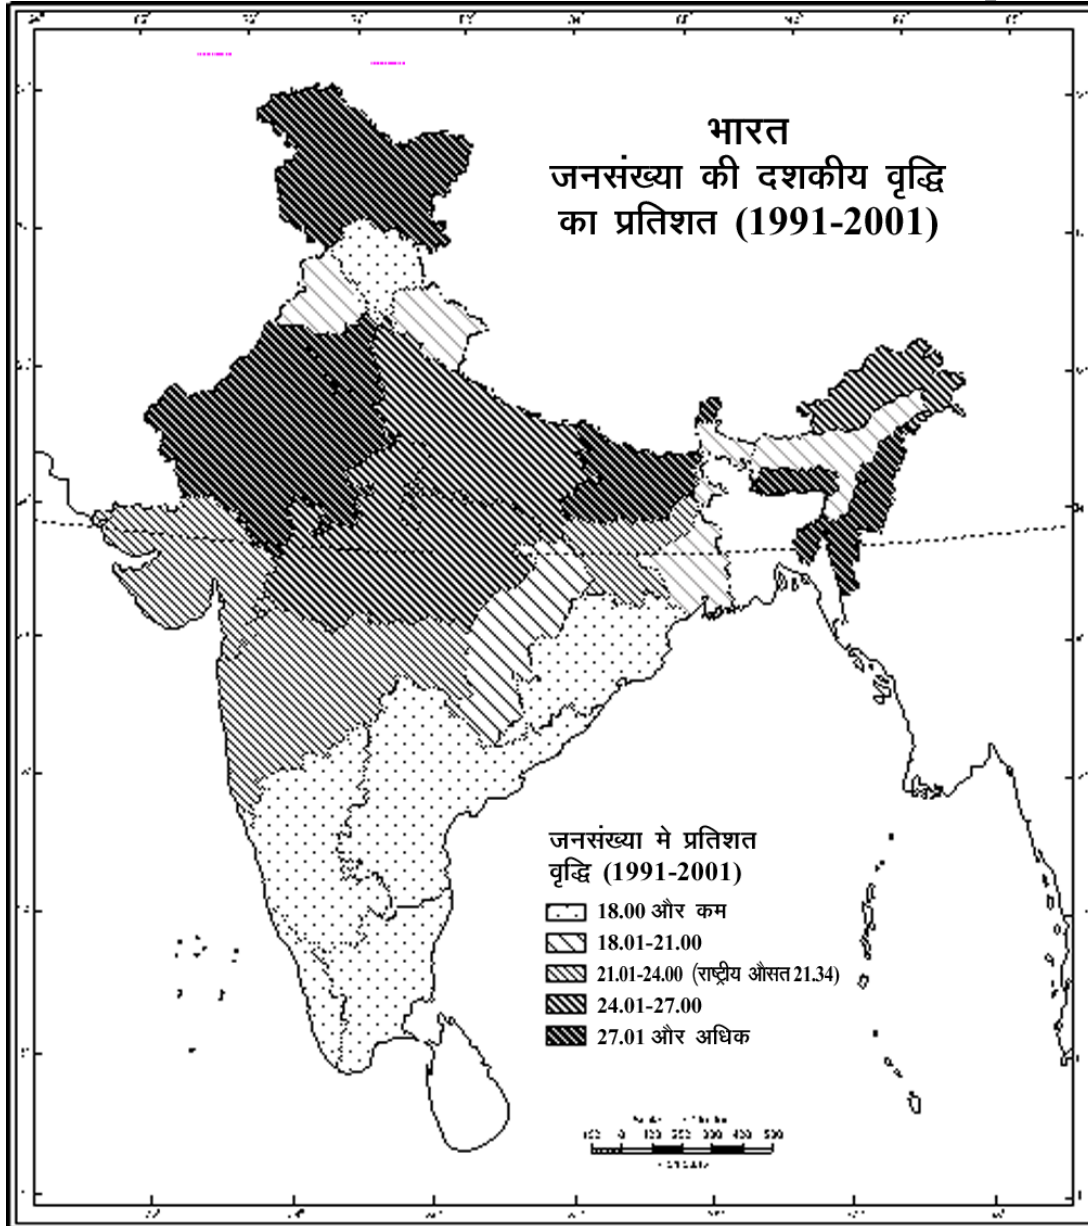 भारत
जनसंख्या की दशकीय वृद्धि
का प्रतिशत (1991-2001)
जनसंख्या मे प्रतिशत
वृद्धि (1991-2001)
18.00 और कम
18.01-21.00
21.01-24.00 (राष्ट्रीय औसत 21.34)
24.01-27.00
27.01 और अधिक